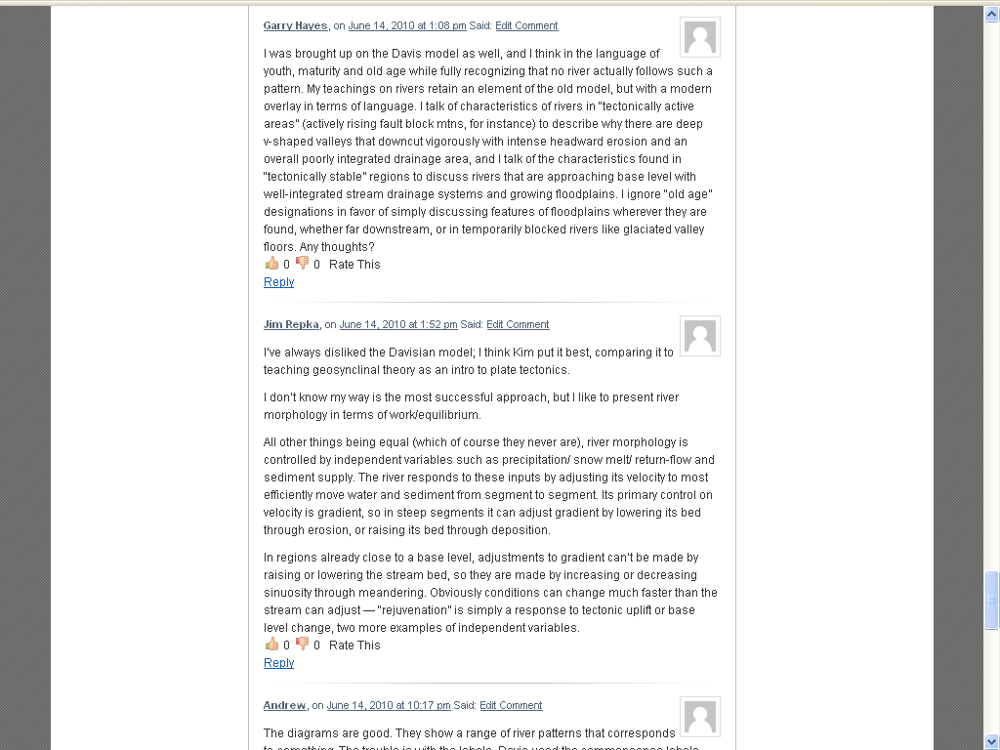 Garry Hayes, on June 14, 2010 at 1:08 pm Said: Edit Comment
I was brought up on the Davis model as well, and I think in the language of
youth, maturity and old age while fully recognizing that no river actually follows such a
pattern. My teachings on rivers retain an element of the old model, but with a modern
overlay in terms of language. I talk of characteristics of rivers in "tectonically active
areas" (actively rising fault block mtns, for instance) to describe why there are deep
v-shaped valleys that downcut vigorously with intense headward erosion and an
overall poorly integrated drainage area, and I talk of the characteristics found in
"tectonically stable" regions to discuss rivers that are approaching base level with
well-integrated stream drainage systems and growing floodplains. I ignore "old age"
designations in favor of simply discussing features of floodplains wherever they are
found, whether far downstream, or in temporarily blocked rivers like glaciated valley
floors. Any thoughts?
0 0 Rate This
Reply
Jim Repka, on June 14, 2010 at 1:52 pm Said: Edit Comment
I've always disliked the Davisian model; I think Kim put it best, comparing it to
teaching geosynclinal theory as an intro to plate tectonics.
I don't know my way is the most successful approach, but I like to present river
morphology in terms of work/equilibrium.
All other things being equal (which of course they never are), river morphology is
controlled by independent variables such as precipitation/ snow melt/ return-flow and
sediment supply. The river responds to these inputs by adjusting its velocity to most
efficiently move water and sediment from segment to segment. Its primary control on
velocity is gradient, so in steep segments it can adjust gradient by lowering its bed
through erosion, or raising its bed through deposition.
In regions already close to a base level, adjustments to gradient can't be made by
raising or lowering the stream bed, so they are made by increasing or decreasing
sinuosity through meandering. Obviously conditions can change much faster than the
stream can adjust — "rejuvenation" is simply a response to tectonic uplift or base
level change, two more examples of independent variables.
0 0 Rate This
Reply
Andrew, on June 14, 2010 at 10:17 pm Said: Edit Comment
The diagrams are good. They show a range of river patterns that corresponds
to something. The trouble is with the labels. Davis used the commonsense labels